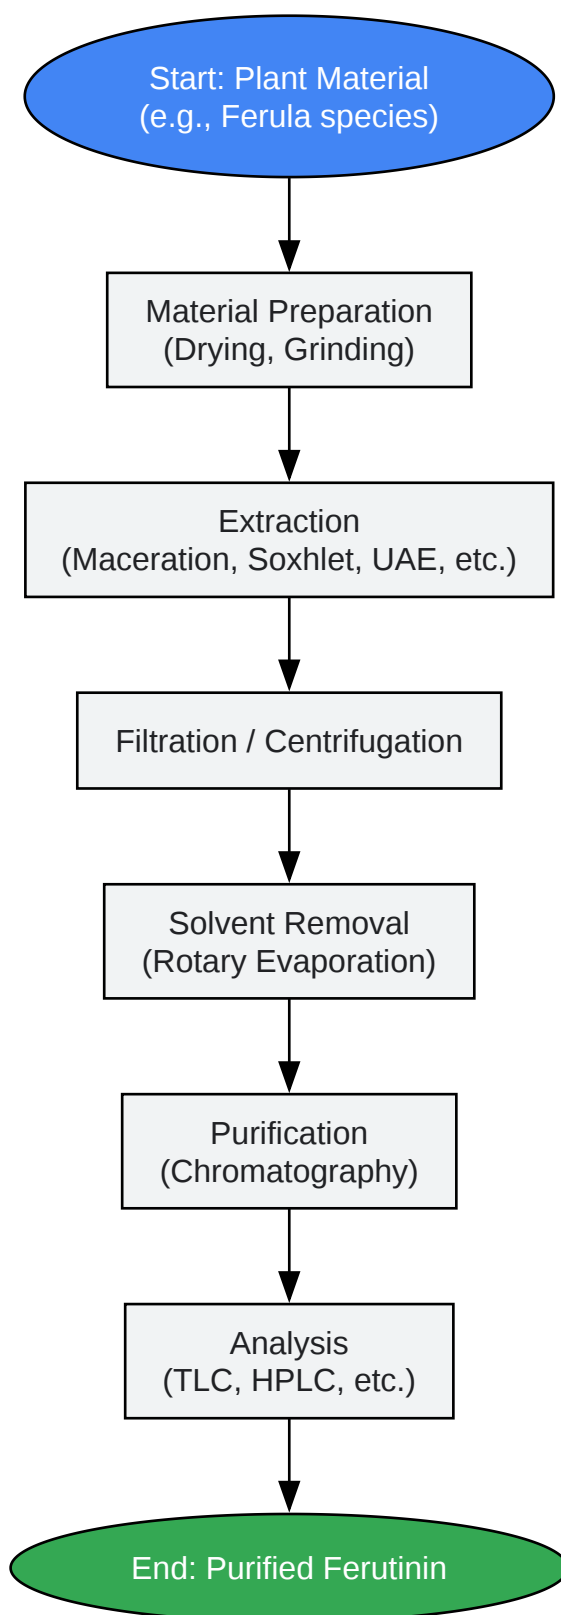 Start: Plant Material
(e.g., Ferula species)
Material Preparation
(Drying, Grinding)
Extraction
(Maceration, Soxhlet, UAE, etc.)
Filtration / Centrifugation
Solvent Removal
(Rotary Evaporation)
Purification
(Chromatography)
Analysis
(TLC, HPLC, etc.)
End: Purified Ferutinin